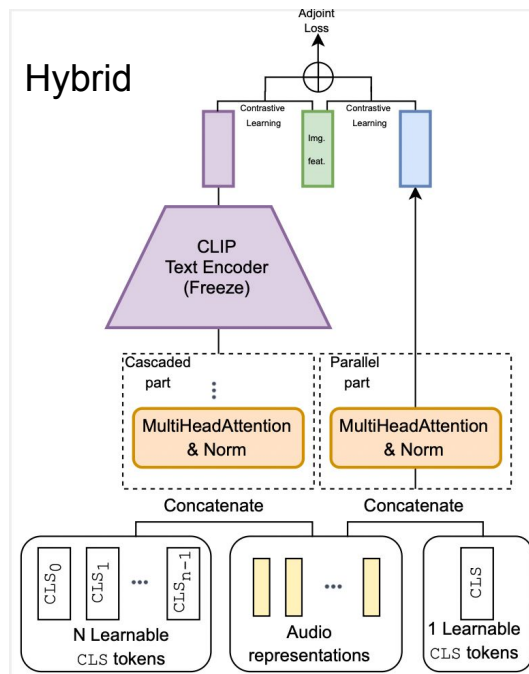 Adjoint
Loss
Hybrid
Contrastive
Learning
Contrastive
Learning
Img.
feat.
CLIP
Text Encoder
(Freeze)
Cascaded
part
Parallel
part
MultiHeadAttention
& Norm
MultiHeadAttention
& Norm
Concatenate
Concatenate
CLS0
CLS1
...
CLSn-1
N Learnable
CLS tokens
...
Audio
representations
CLS
1 Learnable
CLS tokens